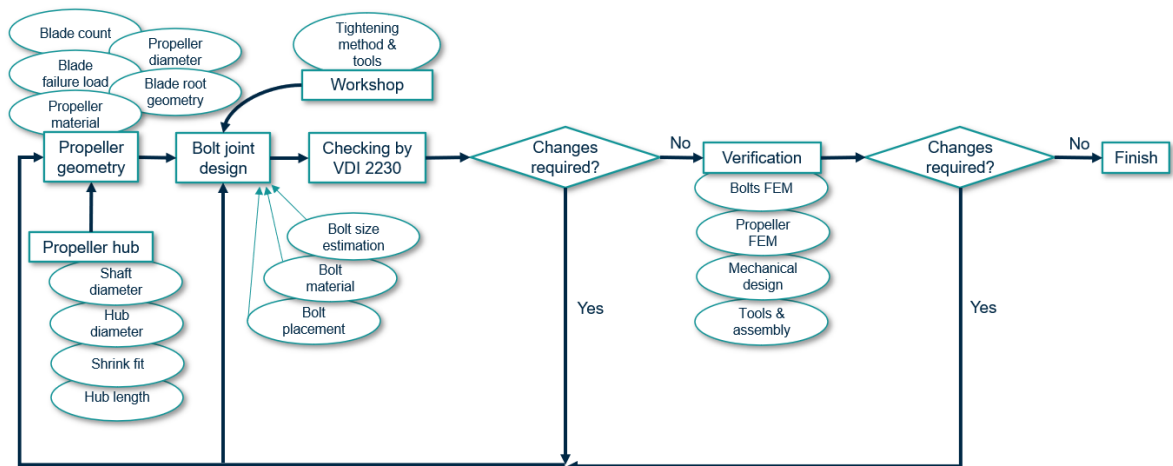 Blade count
Propeller
diameter
Blade
failure load
Blade root
geometry
Propeller
material
Tightening
method &
tools
Workshop
Propeller
geometry
Bolt joint
design
Checking by
VDI 2230
Changes
required?
No
Verification
Changes
required?
No
Finish
Bolts FEM
Propeller
FEM
Mechanical
design
Tools &
assembly
Bolt size
estimation
Bolt
material
Bolt
placement
Propeller hub
Shaft
diameter
Hub
diameter
Shrink fit
Hub length
Yes
Yes